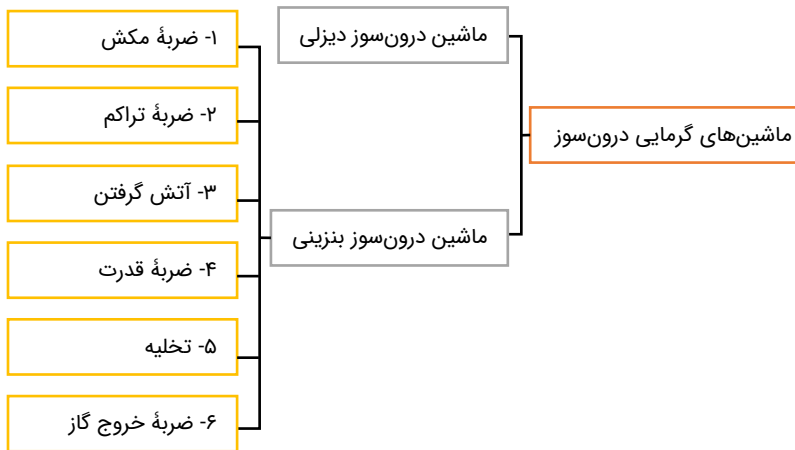 ماشین‌های گرمایی درون‌سوز
ماشین درون‌سوز دیزلی
ماشین درون‌سوز بنزینی
۱- ضربهٔ مکش
۲- ضربهٔ تراکم
۳- آتش گرفتن
۴- ضربهٔ قدرت
۵- تخلیه
۶- ضربهٔ خروج گاز